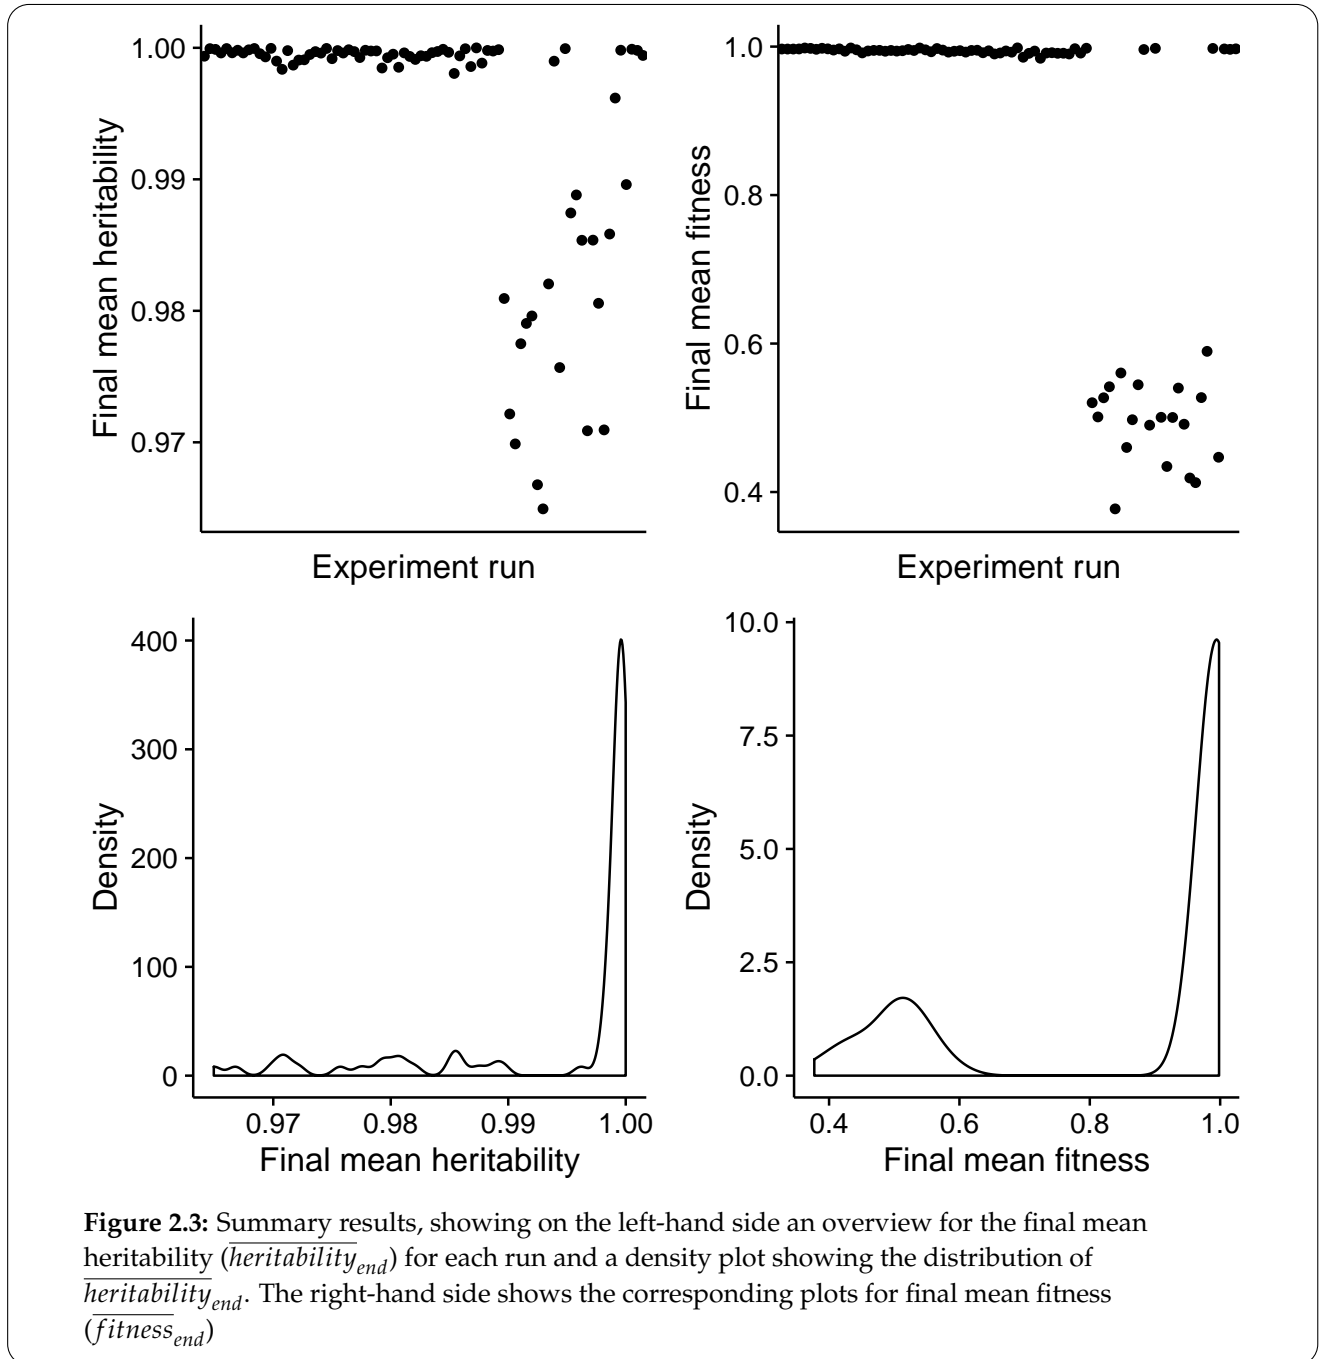 1.00
0.99
0.98
0.97
Final mean heritability
Experiment run
1.0
0.8
0.6
0.4
Final mean fitness
Experiment run
400
300
200
100
0
Density
0.97 0.98 0.99 1.00
Final mean heritability
10.0
7.5
5.0
2.5
0.0
Density
0.4 0.6 0.8 1.0
Final mean fitness
Figure 2.3: Summary results, showing on the left-hand side an overview for the final mean
heritability (heritability_end) for each run and a density plot showing the distribution of
heritability_end. The right-hand side shows the corresponding plots for final mean fitness
(fitness_end)